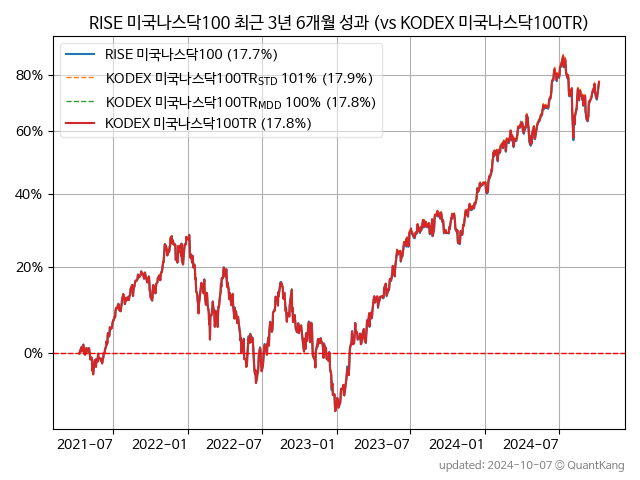 RISE 미국나스닥100 최근 3년 6개월 성과 (vs KODEX 미국나스닥100TR)
RISE 미국나스닥100 (17.7%)
KODEX 미국나스닥100TR_STD 101% (17.9%)
KODEX 미국나스닥100TR_MDD 100% (17.8%)
KODEX 미국나스닥100TR (17.8%)
80%
60%
40%
20%
0%
2021-07 2022-01 2022-07 2023-01 2023-07 2024-01 2024-07
updated: 2024-10-07 © QuantKang